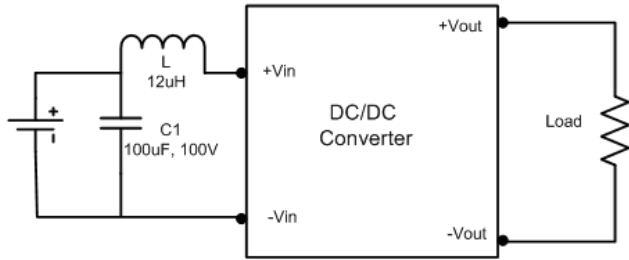 +Vout
L
12uH
+Vin
DC/DC
Converter
C1
100uF, 100V
Load
-Vin
-Vout
+
-